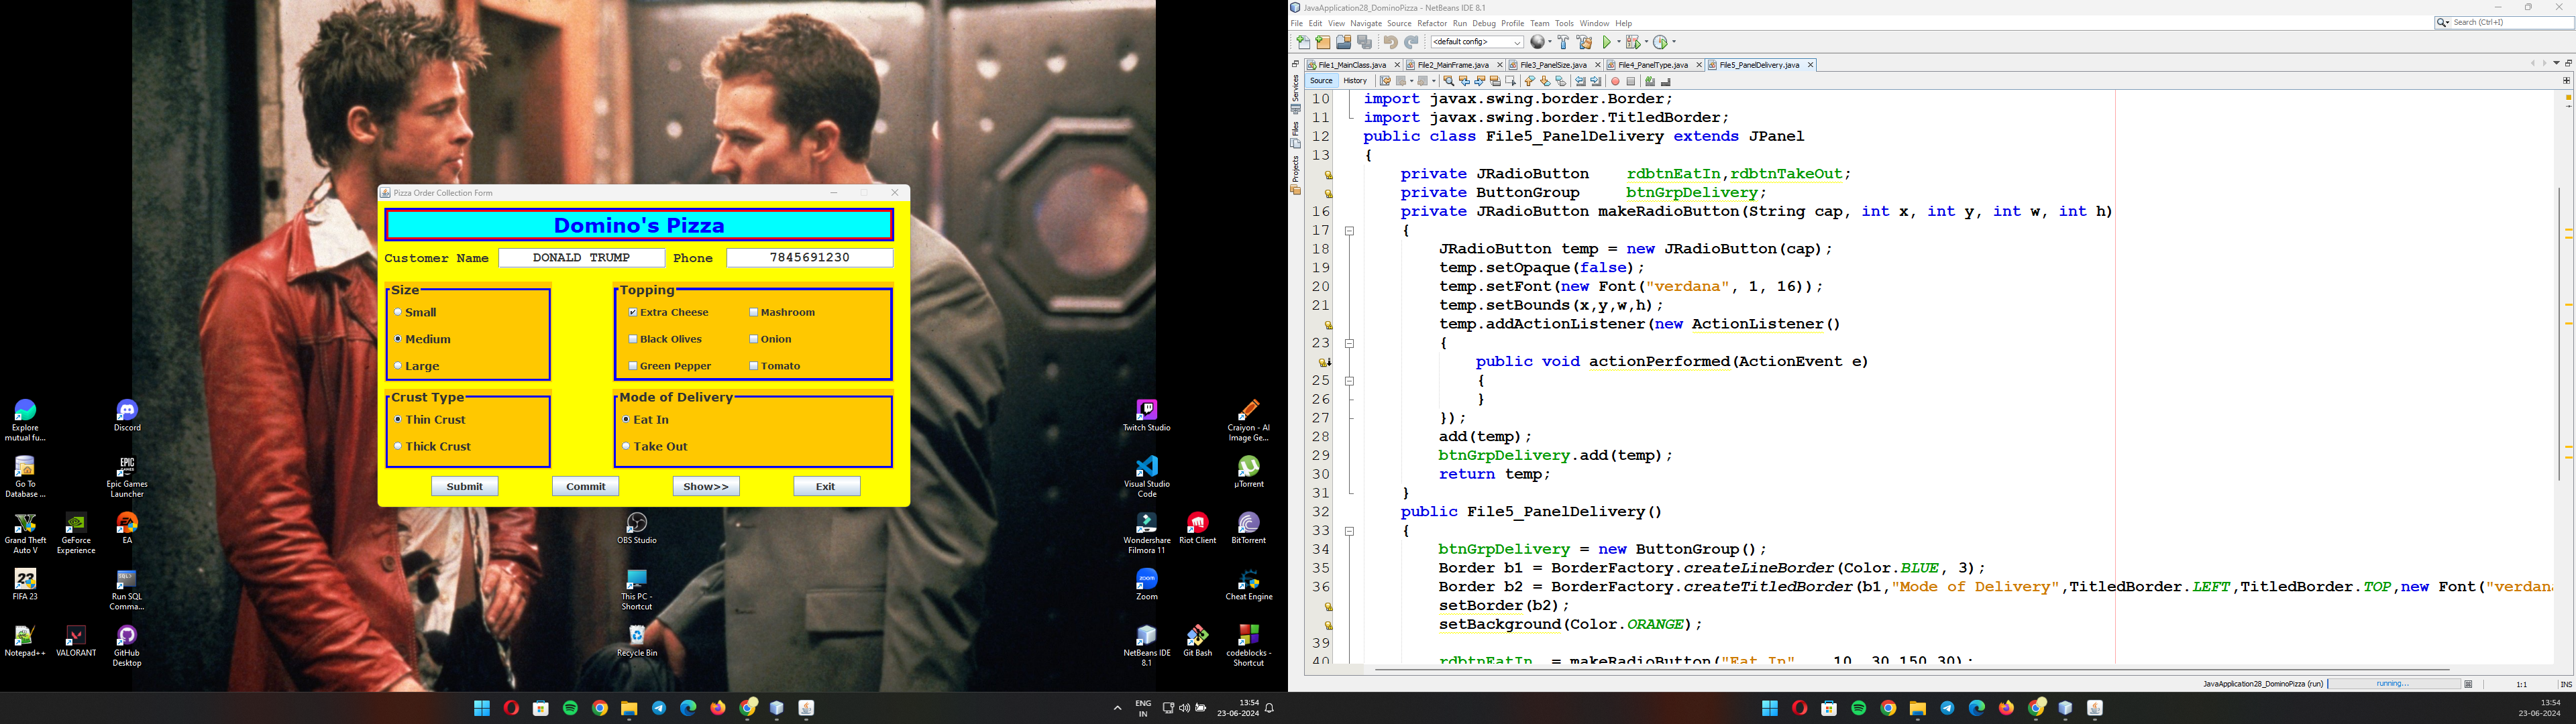 Pizza Order Collection Form
Domino's Pizza
Customer Name DONALD TRUMP Phone 7845691230
Size
Small
Medium
Large
Topping
Extra Cheese Mashroom
Black Olives Onion
Green Pepper Tomato
Crust Type
Thin Crust
Thick Crust
Mode of Delivery
Eat In
Take Out
Submit Commit Show>> Exit
Explore mutual fu...
Discord
Go To Database ...
Epic Games Launcher
Grand Theft Auto V
GeForce Experience
EA
FIFA 23
Run SQL Comma...
Notepad++
VALORANT
GitHub Desktop
OBS Studio
This PC - Shortcut
Recycle Bin
Twitch Studio
Craiyon - AI Image Ge...
Visual Studio Code
µTorrent
Wondershare Filmora 11
Riot Client
BitTorrent
Zoom
Cheat Engine
NetBeans IDE 8.1
Git Bash
codeblocks - Shortcut
ENG IN
13:54
23-06-2024
JavaApplication28_DominoPizza - NetBeans IDE 8.1
File Edit View Navigate Source Refactor Run Debug Profile Team Tools Window Help
Search (Ctrl+I)
<default config>
File1_MainClass.java File2_MainFrame.java File3_PanelSize.java File4_PanelType.java File5_PanelDelivery.java
Source History
Services
Files
Projects
10 import javax.swing.border.Border;
11 import javax.swing.border.TitledBorder;
12 public class File5_PanelDelivery extends JPanel
13 {
private JRadioButton rdbtnEatIn,rdbtnTakeOut;
private ButtonGroup btnGrpDelivery;
16 private JRadioButton makeRadioButton(String cap, int x, int y, int w, int h)
17 {
18 JRadioButton temp = new JRadioButton(cap);
19 temp.setOpaque(false);
20 temp.setFont(new Font("verdana", 1, 16));
21 temp.setBounds(x,y,w,h);
temp.addActionListener(new ActionListener()
23 {
public void actionPerformed(ActionEvent e)
25 {
26 }
27 });
28 add(temp);
29 btnGrpDelivery.add(temp);
30 return temp;
31 }
32 public File5_PanelDelivery()
33 {
34 btnGrpDelivery = new ButtonGroup();
35 Border b1 = BorderFactory.createLineBorder(Color.BLUE, 3);
36 Border b2 = BorderFactory.createTitledBorder(b1,"Mode of Delivery",TitledBorder.LEFT,TitledBorder.TOP,new Font("verdan
setBorder(b2);
setBackground(Color.ORANGE);
39
40 rdbtnEatIn = makeRadioButton("Eat In", 10, 30,150,30);
JavaApplication28_DominoPizza (run) running... 1:1 INS
13:54
23-06-2024